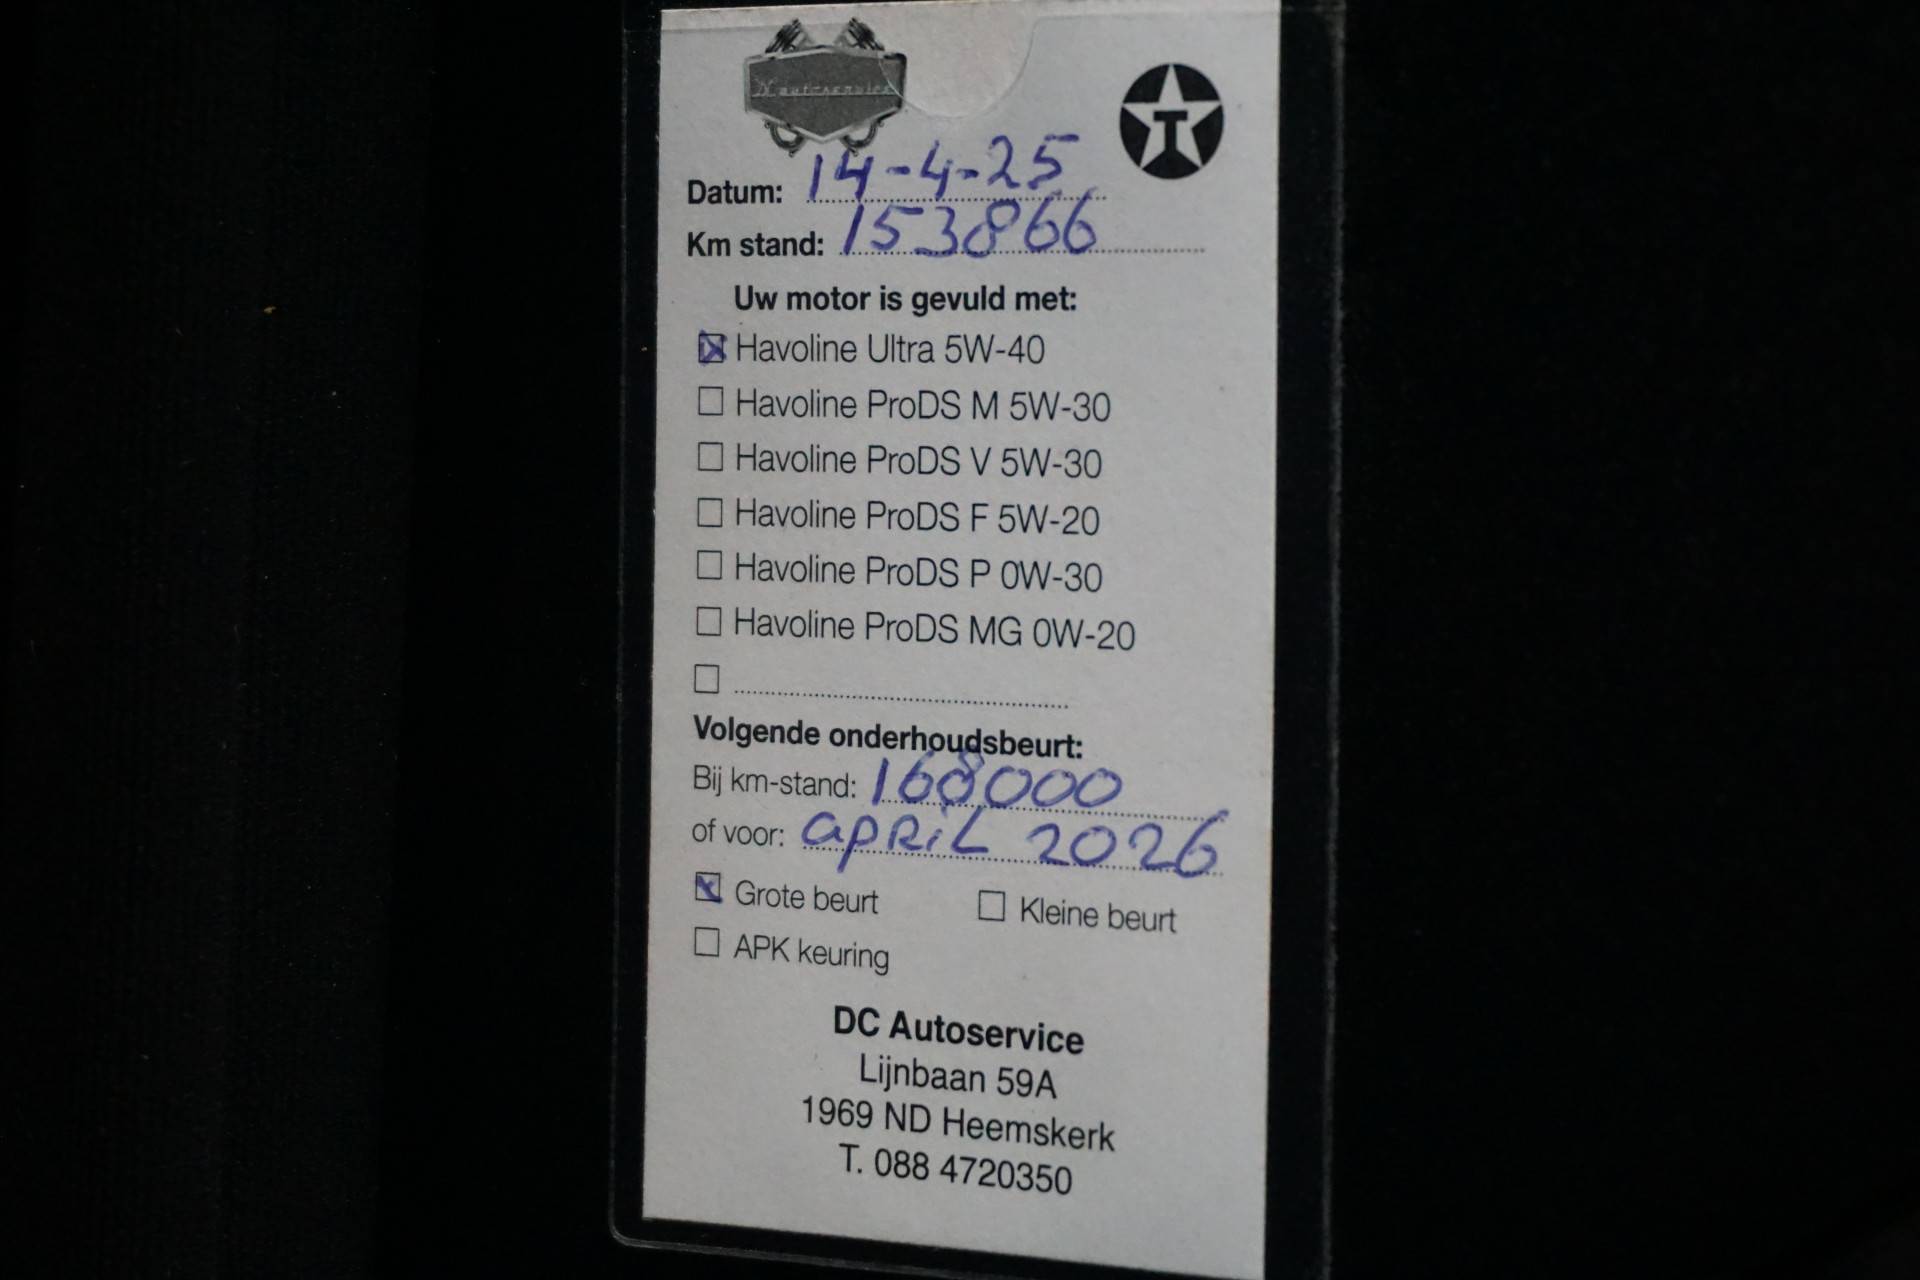 DC autoservice
T
Datum: 14-4-25
Km stand: 153866
Uw motor is gevuld met:
Havoline Ultra 5W-40
Havoline ProDS M 5W-30
Havoline ProDS V 5W-30
Havoline ProDS F 5W-20
Havoline ProDS P 0W-30
Havoline ProDS MG 0W-20
Volgende onderhoudsbeurt:
Bij km-stand: 168000
of voor: april 2026
Grote beurt Kleine beurt
APK keuring
DC Autoservice
Lijnbaan 59A
1969 ND Heemskerk
T. 088 4720350